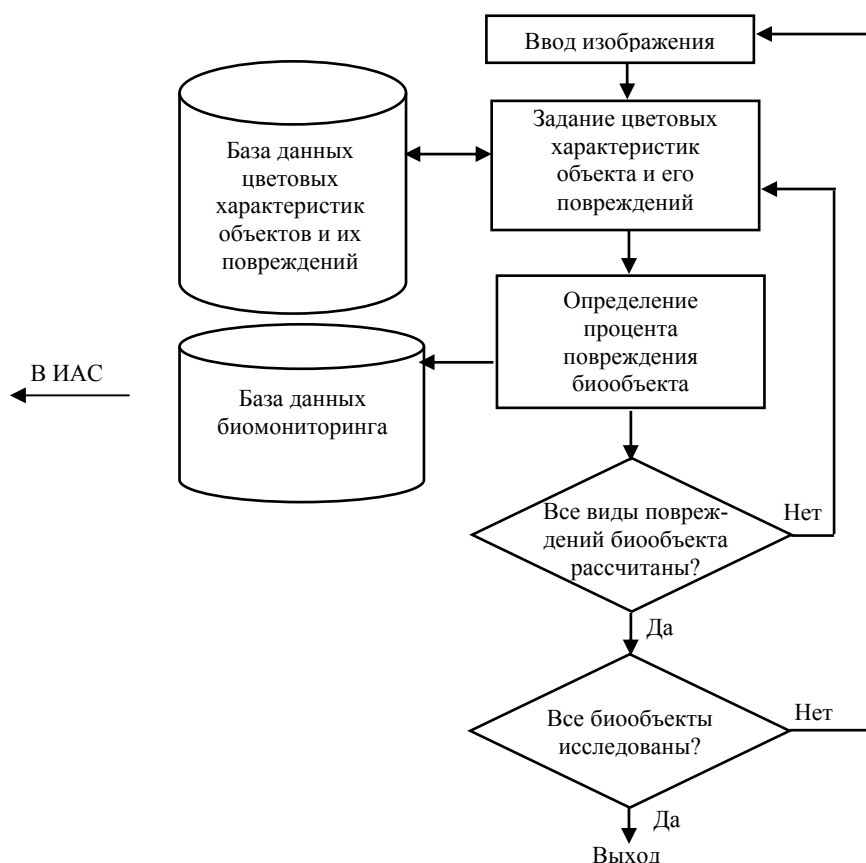 Ввод изображения
Задание цветовых
характеристик
объекта и его
повреждений
База данных
цветовых
характеристик
объектов и их
повреждений
Определение
процента
повреждения
биообъекта
В ИАС
База данных
биомониторинга
Все виды повреж-
дений биообъекта
рассчитаны?
Нет
Да
Все биообъекты
исследованы?
Нет
Да
Выход